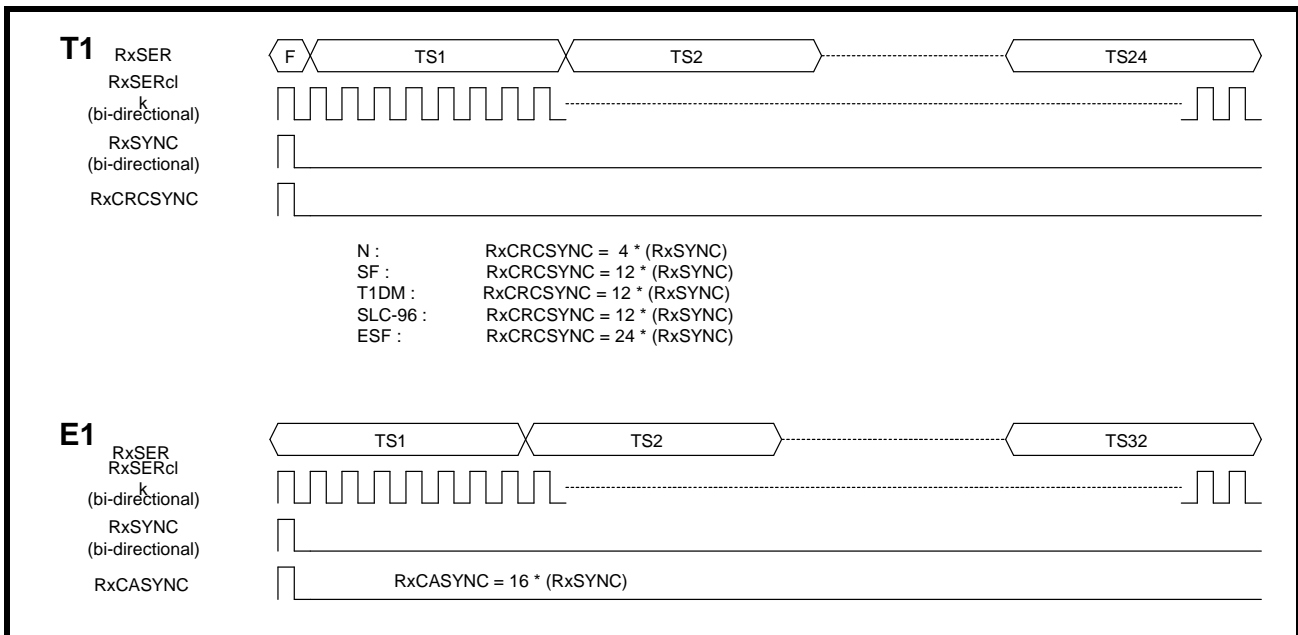 T1
RxSER
F
TS1
TS2
TS24
RxSERcl
k
(bi-directional)
RxSYNC
(bi-directional)
RxCRCSYNC
N : RxCRCSYNC = 4 * (RxSYNC)
SF : RxCRCSYNC = 12 * (RxSYNC)
T1DM : RxCRCSYNC = 12 * (RxSYNC)
SLC-96 : RxCRCSYNC = 12 * (RxSYNC)
ESF : RxCRCSYNC = 24 * (RxSYNC)
E1
RxSER
TS1
TS2
TS32
RxSERcl
k
(bi-directional)
RxSYNC
(bi-directional)
RxCASYNC
RxCASYNC = 16 * (RxSYNC)